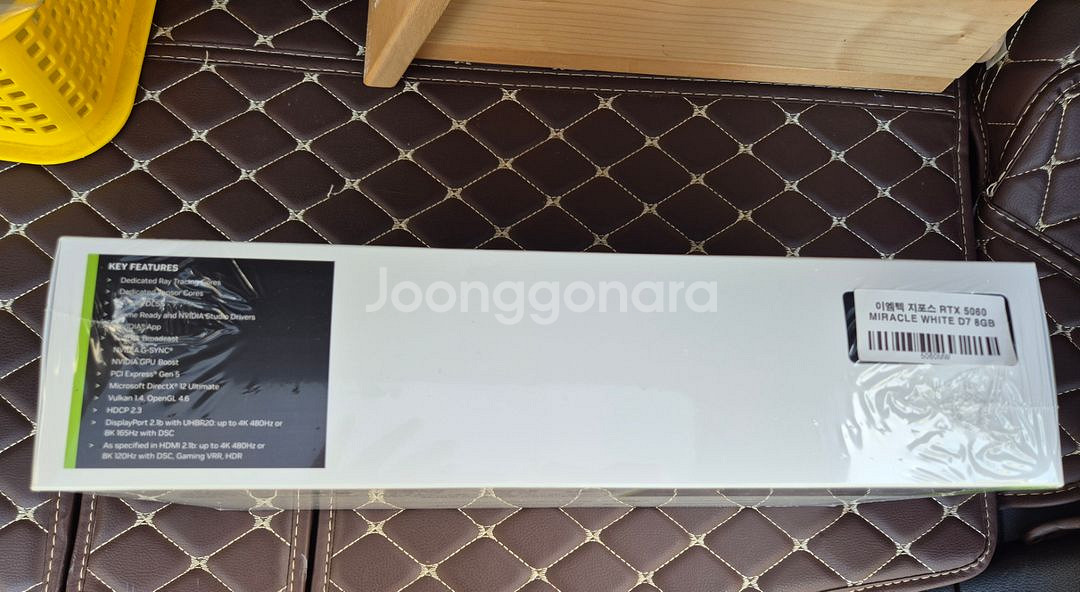 KEY FEATURES
> Dedicated Ray Tracing Cores
> Dedicated Tensor Cores
Ready and NVIDIA Studio Drivers
App
Broadcast
NVIDIA G-SYNC®
NVIDIA GPU Boost
> PCI Express® Gen 5
> Microsoft DirectX® 12 Ultimate
> Vulkan 1.4, OpenGL 4.6
> HDCP 2.3
> DisplayPort 2.1b with UHBR20: up to 4K 480Hz or
8K 165Hz with DSC
> As specified in HDMI 2.1b: up to 4K 480Hz or
8K 120Hz with DSC, Gaming VRR, HDR
Joonggonara
이엠텍 지포스 RTX 5060
MIRACLE WHITE D7 8GB
5060MW